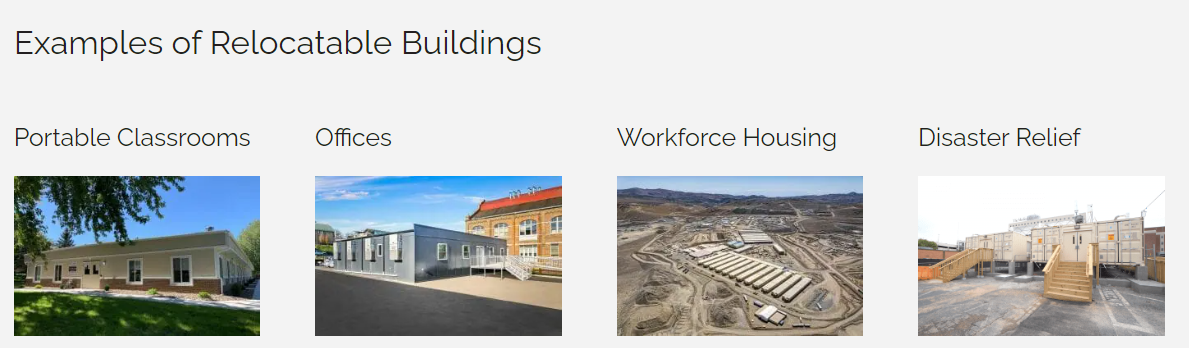 Examples of Relocatable Buildings
Portable Classrooms
Offices
Workforce Housing
Disaster Relief